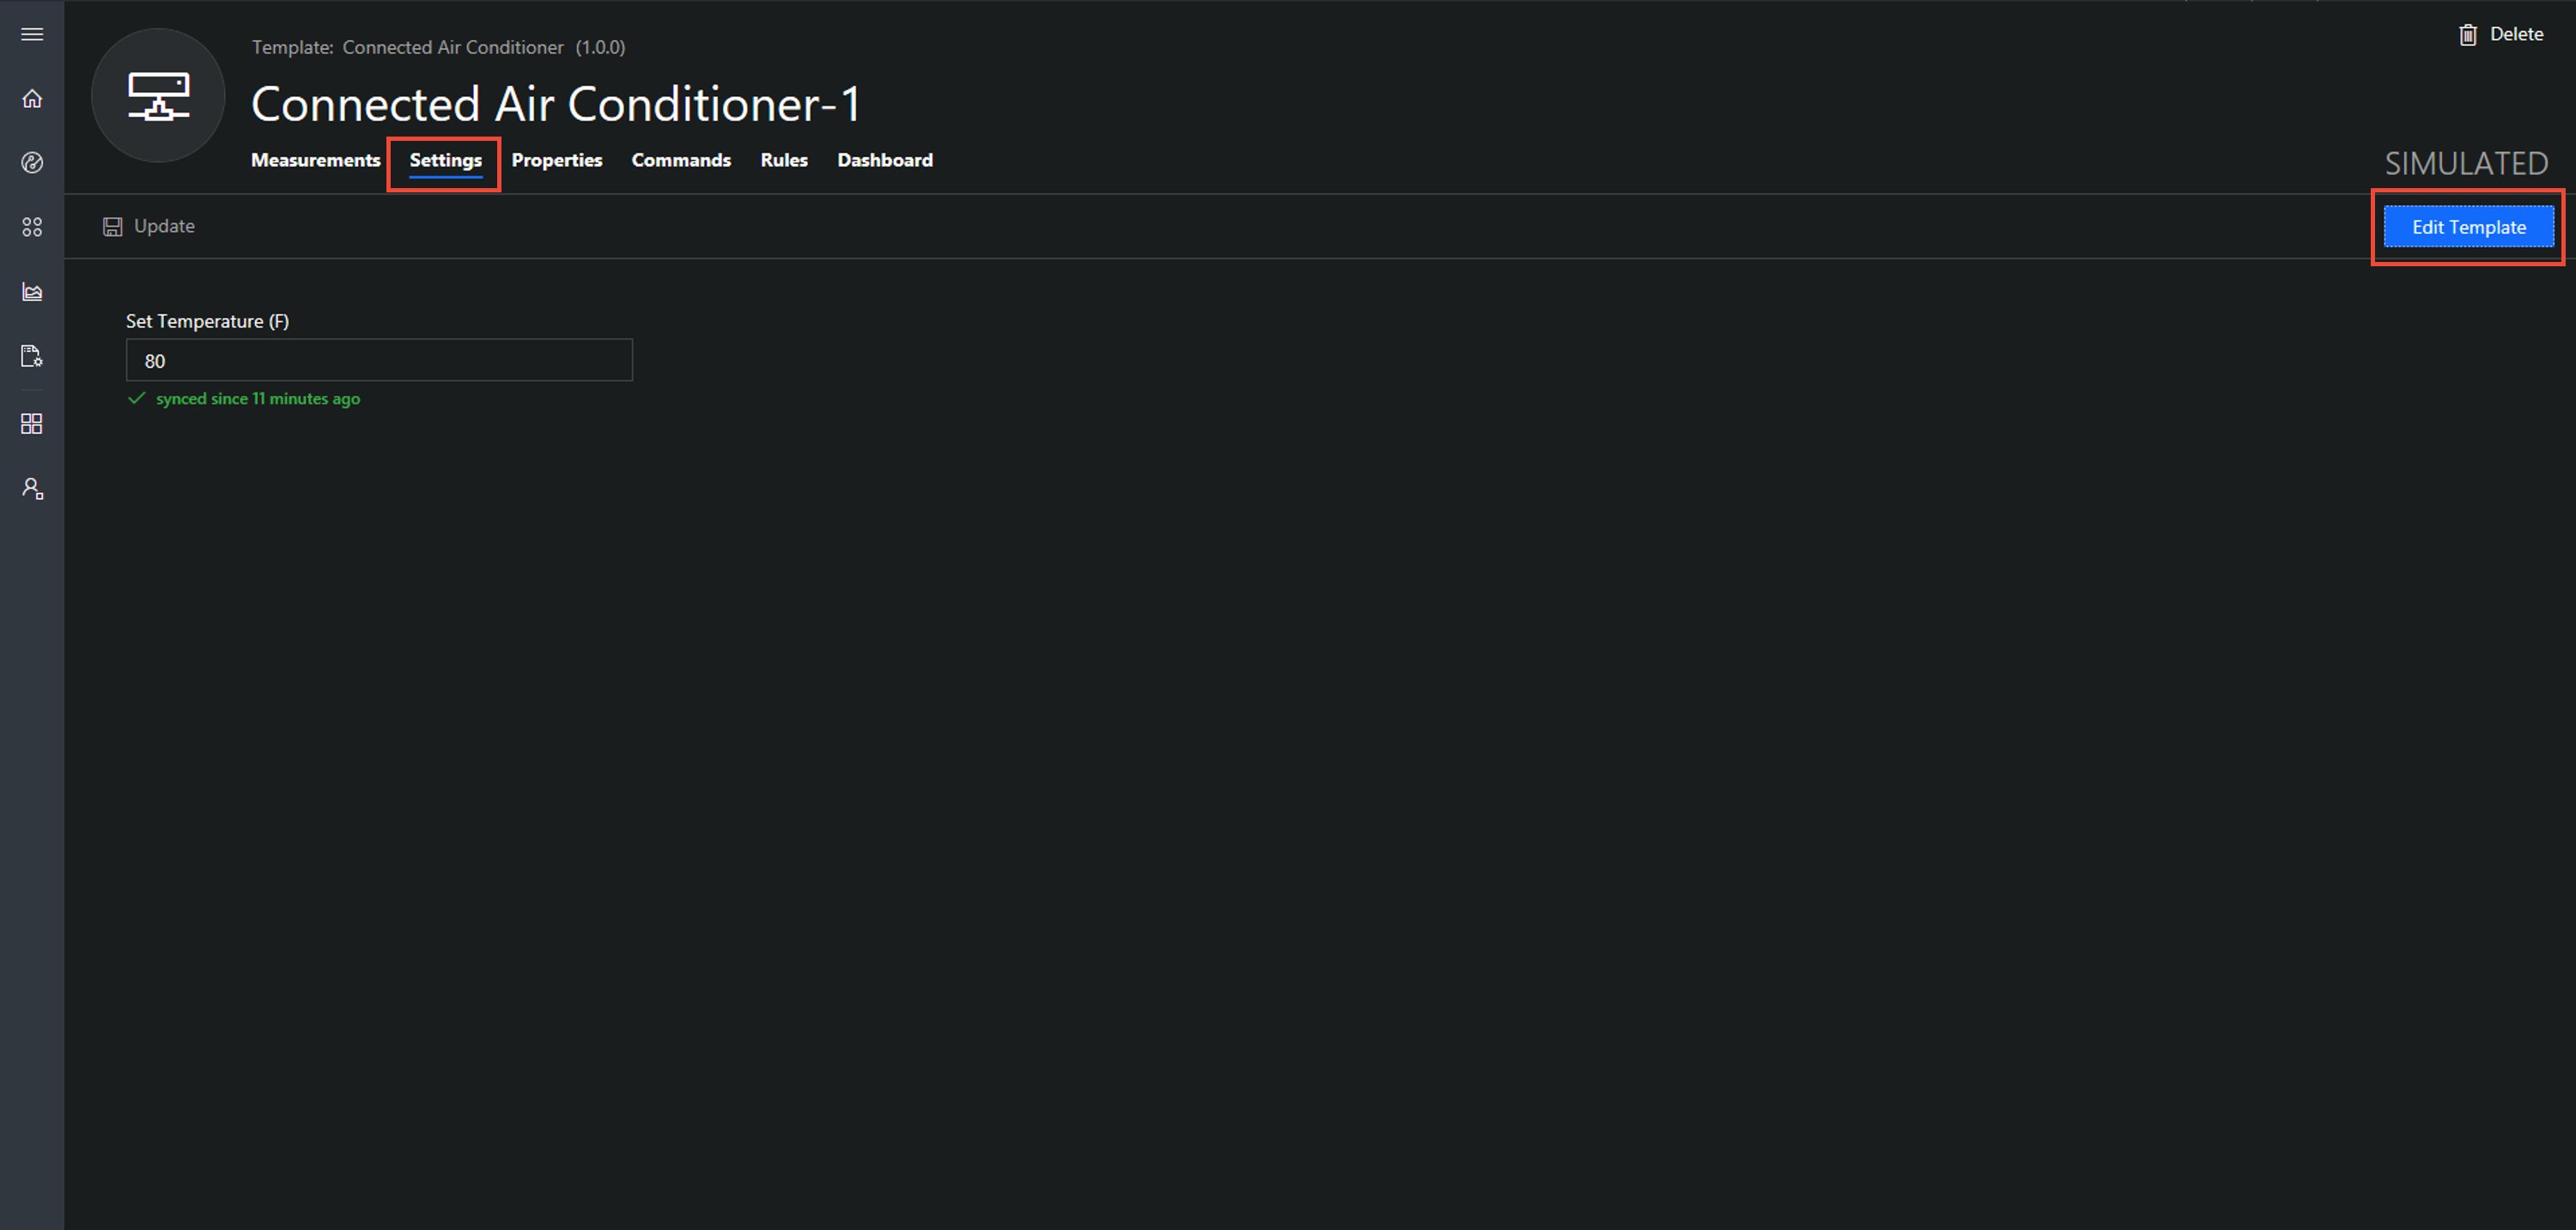 Template: Connected Air Conditioner (1.0.0)
Delete
Connected Air Conditioner-1
Measurements Settings Properties Commands Rules Dashboard
SIMULATED
Update
Edit Template
Set Temperature (F)
80
synced since 11 minutes ago